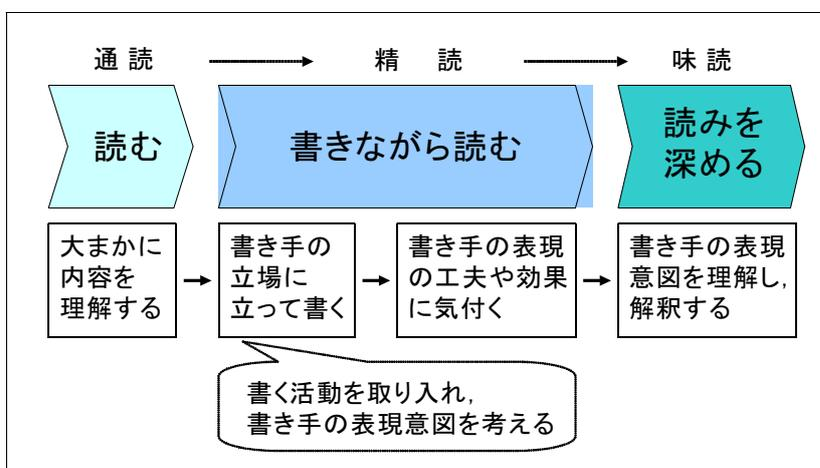 通読
精読
味読
読む
書きながら読む
読みを
深める
大まかに
内容を
理解する
書き手の
立場に
立って書く
書き手の表現
の工夫や効果
に気付く
書き手の表現
意図を理解し，
解釈する
書く活動を取り入れ，
書き手の表現意図を考える